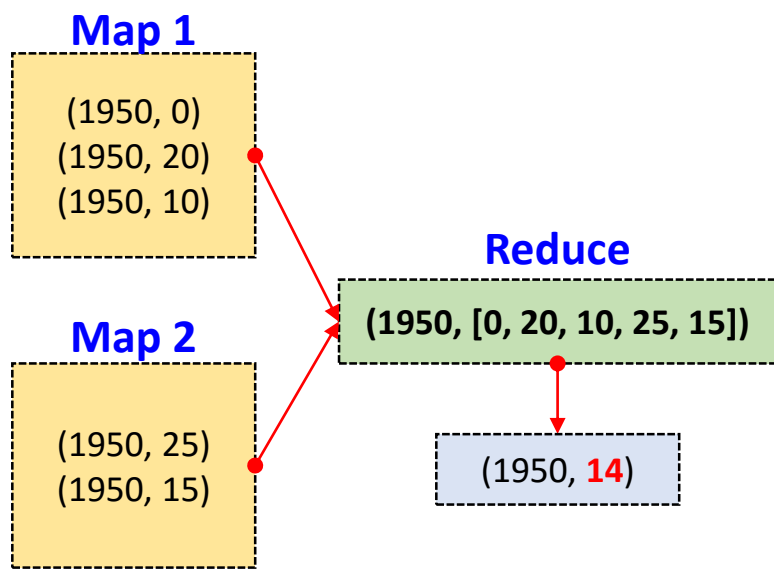 Map 1
(1950, 0)
(1950, 20)
(1950, 10)
Map 2
(1950, 25)
(1950, 15)
Reduce
(1950, [0, 20, 10, 25, 15])
(1950, 14)